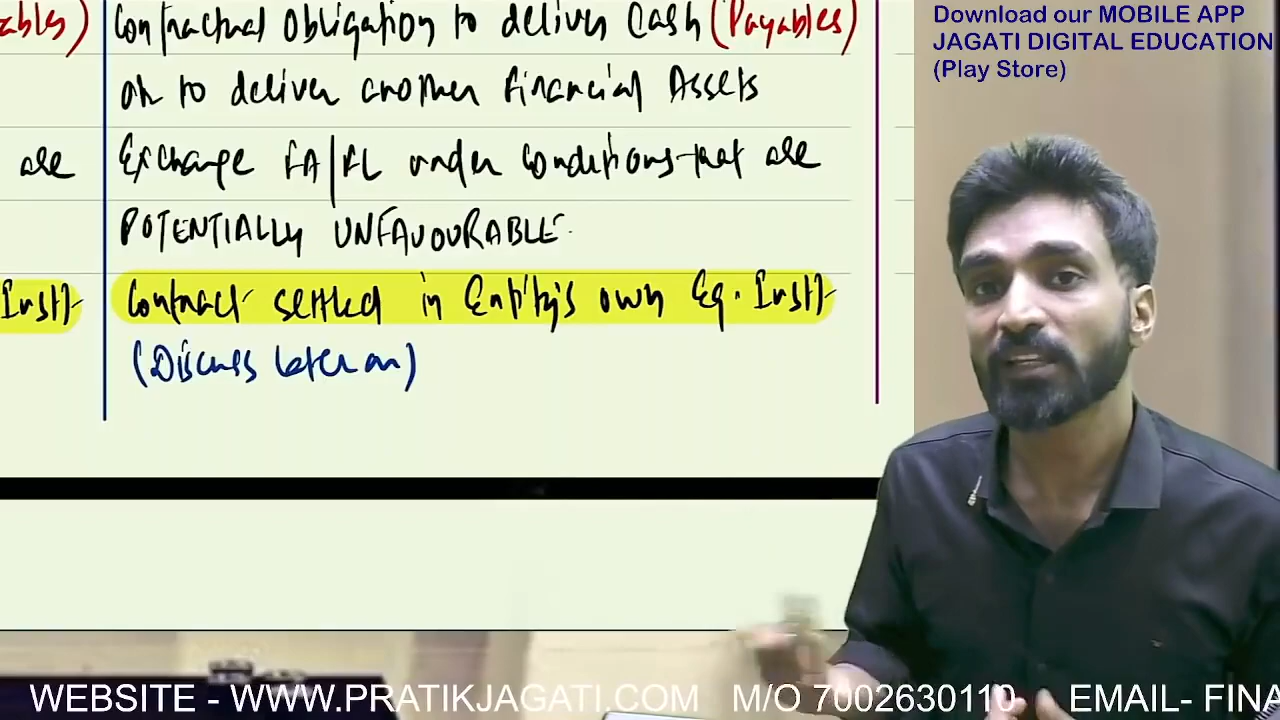 ables) Contractual obligation to deliver cash (Payables)
or to deliver another Financial Assets
are Exchange FA/FL under conditions that are
POTENTIALLY UNFAVOURABLE.
Inst) Contract settled in Entity's own Eq. Inst)
(Discuss later on)
Download our MOBILE APP
JAGATI DIGITAL EDUCATION
(Play Store)
WEBSITE - WWW.PRATIKJAGATI.COM M/O 7002630110 EMAIL- FINA